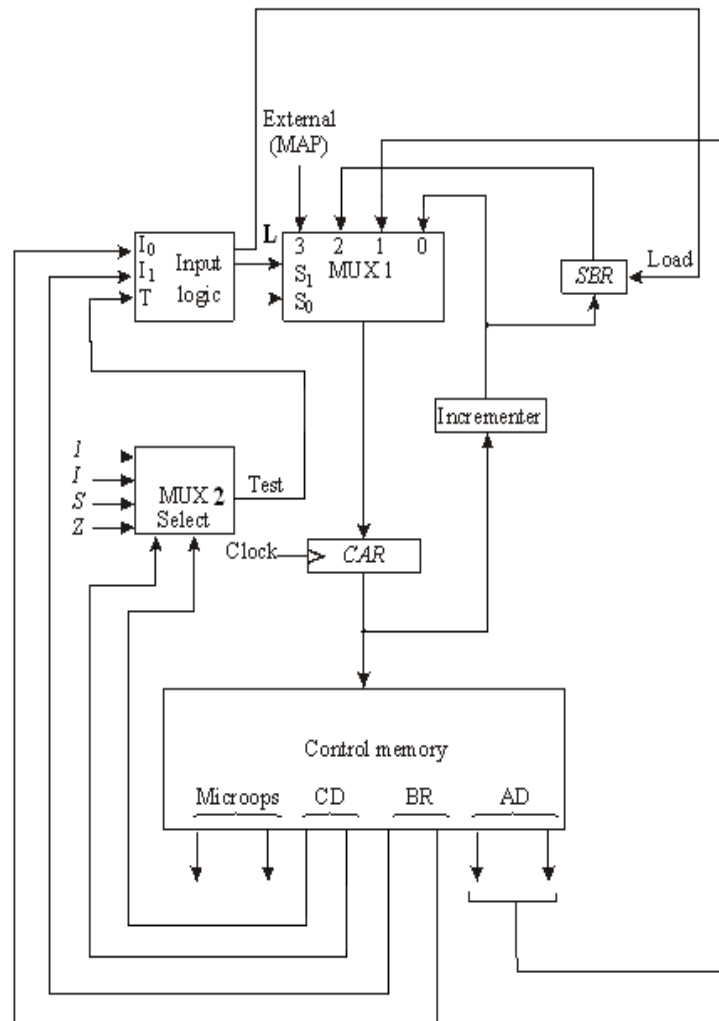 External
(MAP)
L
I0
I1
T
Input
logic
3 2 1 0
S1
MUX 1
S0
SBR
Load
Incrementer
1
I
S
Z
MUX 2
Select
Test
Clock
CAR
Control memory
Microops CD BR AD